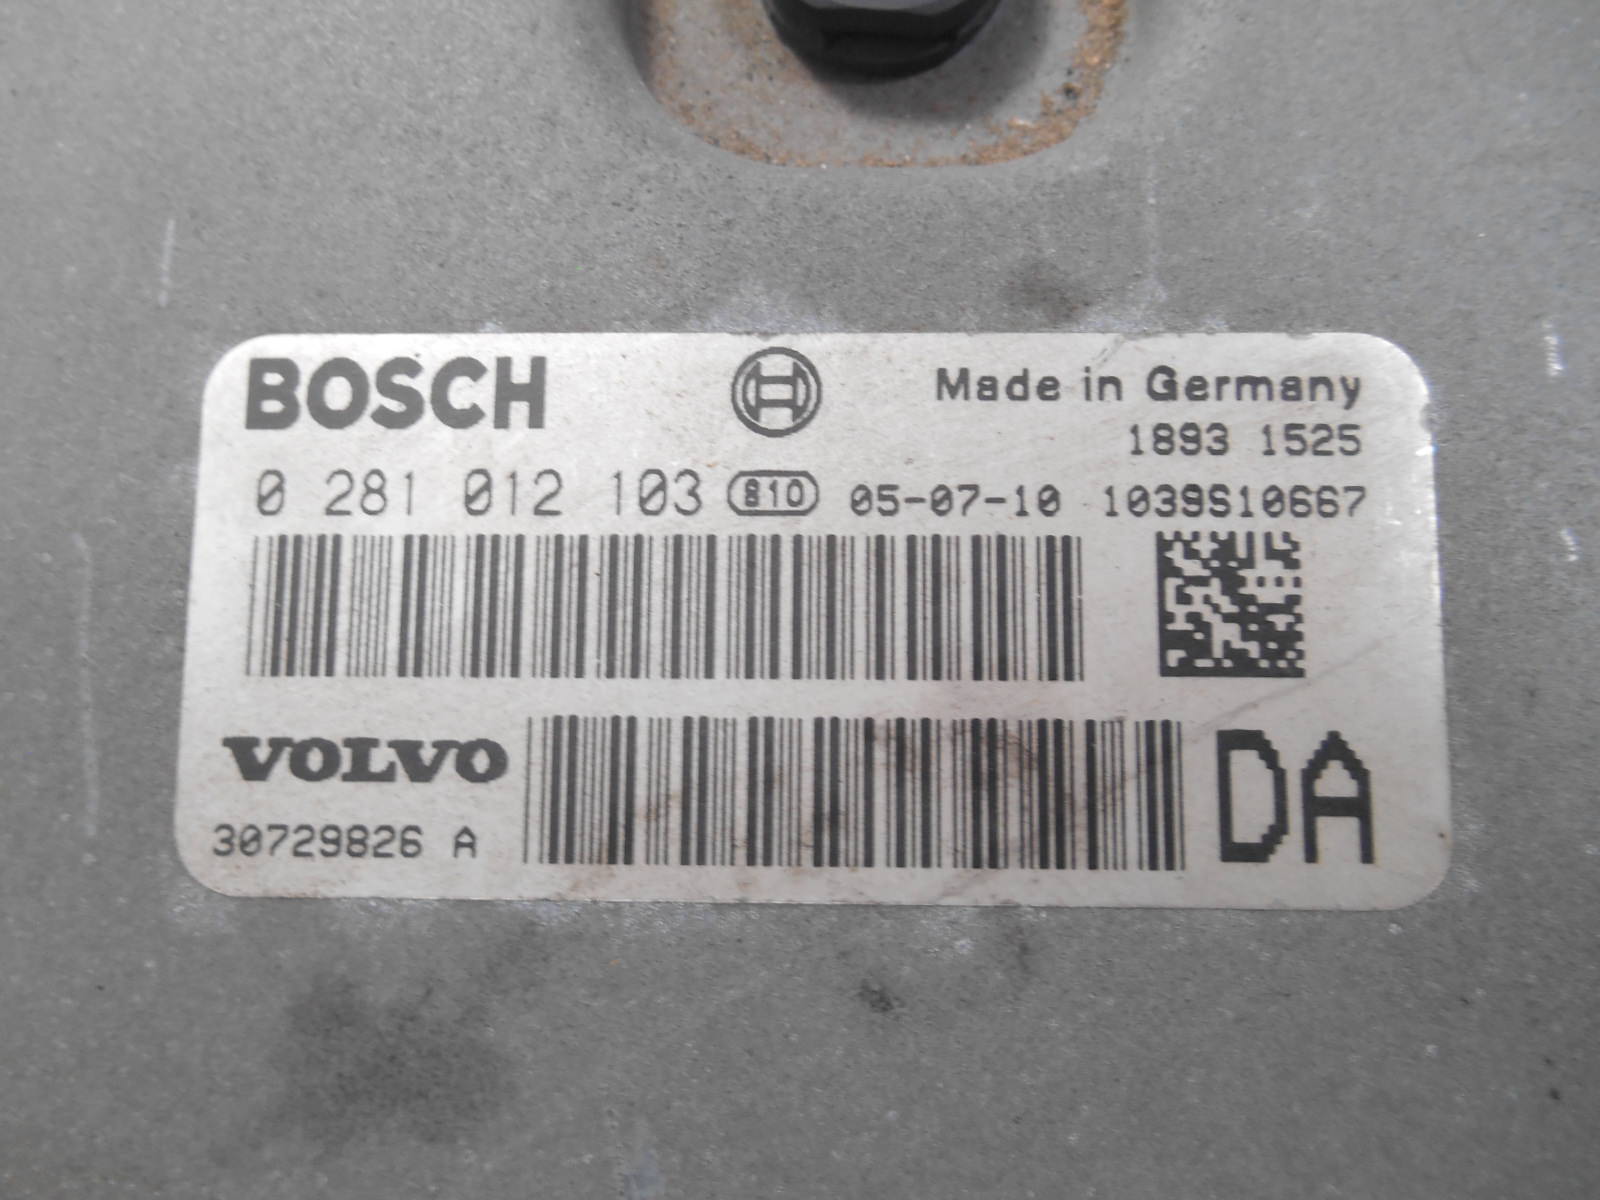 BOSCH
Made in Germany
1893 1525
0 281 012 103 810 05-07-10 1039S10667
VOLVO
DA
30729826 A